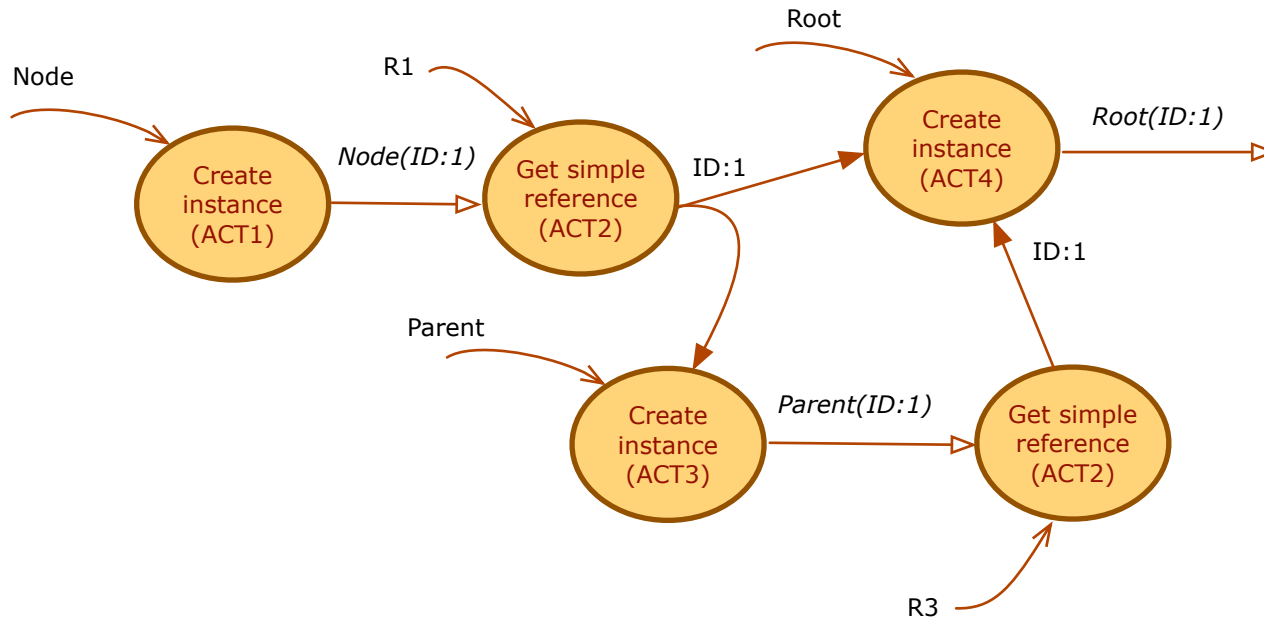 Root
Node
R1
Create
instance
(ACT4)
Root(ID:1)
Node(ID:1)
Get simple
reference
(ACT2)
ID:1
Create
instance
(ACT1)
ID:1
Parent
Create
instance
(ACT3)
Parent(ID:1)
Get simple
reference
(ACT2)
R3